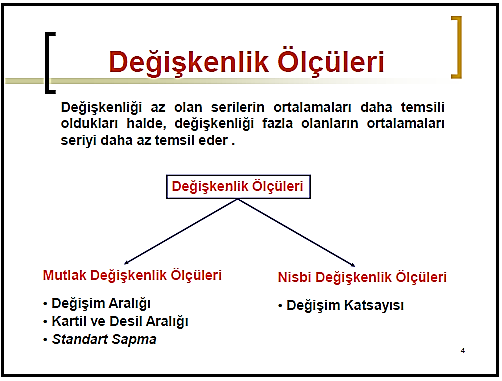 Değişkenlik Ölçüleri
Değişkenliği az olan serilerin ortalamaları daha temsili
oldukları halde, değişkenliği fazla olanların ortalamaları
seriyi daha az temsil eder .
Değişkenlik Ölçüleri
Mutlak Değişkenlik Ölçüleri
• Değişim Aralığı
• Kartil ve Desil Aralığı
• Standart Sapma
Nisbi Değişkenlik Ölçüleri
• Değişim Katsayısı
4